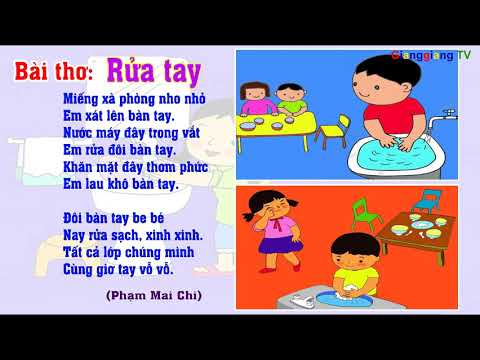 Gianggiang TV
Bài thơ: Rửa tay
Miếng xà phòng nho nhỏ
Em xát lên bàn tay.
Nước máy đây trong vắt
Em rửa đôi bàn tay.
Khăn mặt đây thơm phức
Em lau khô bàn tay.
Đôi bàn tay be bé
Nay rửa sạch, xinh xinh.
Tất cả lớp chúng mình
Cùng giơ tay vỗ vỗ.
(Phạm Mai Chi)